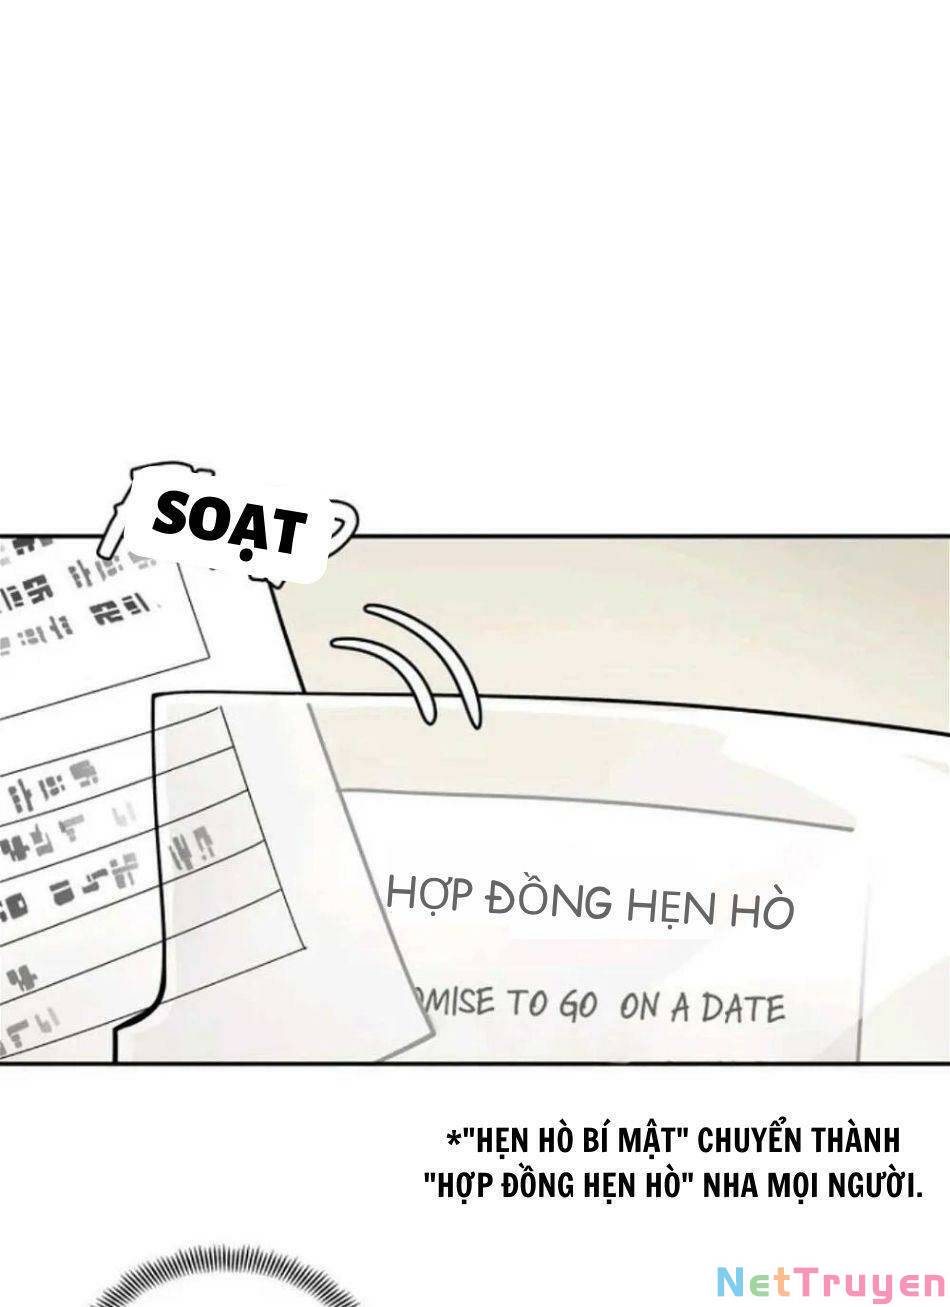 SOẠT
HỢP ĐỒNG HẸN HÒ
OMISE TO GO ON A DATE
*"HẸN HÒ BÍ MẬT" CHUYỂN THÀNH
"HỢP ĐỒNG HẸN HÒ" NHA MỌI NGƯỜI.
NetTruyen